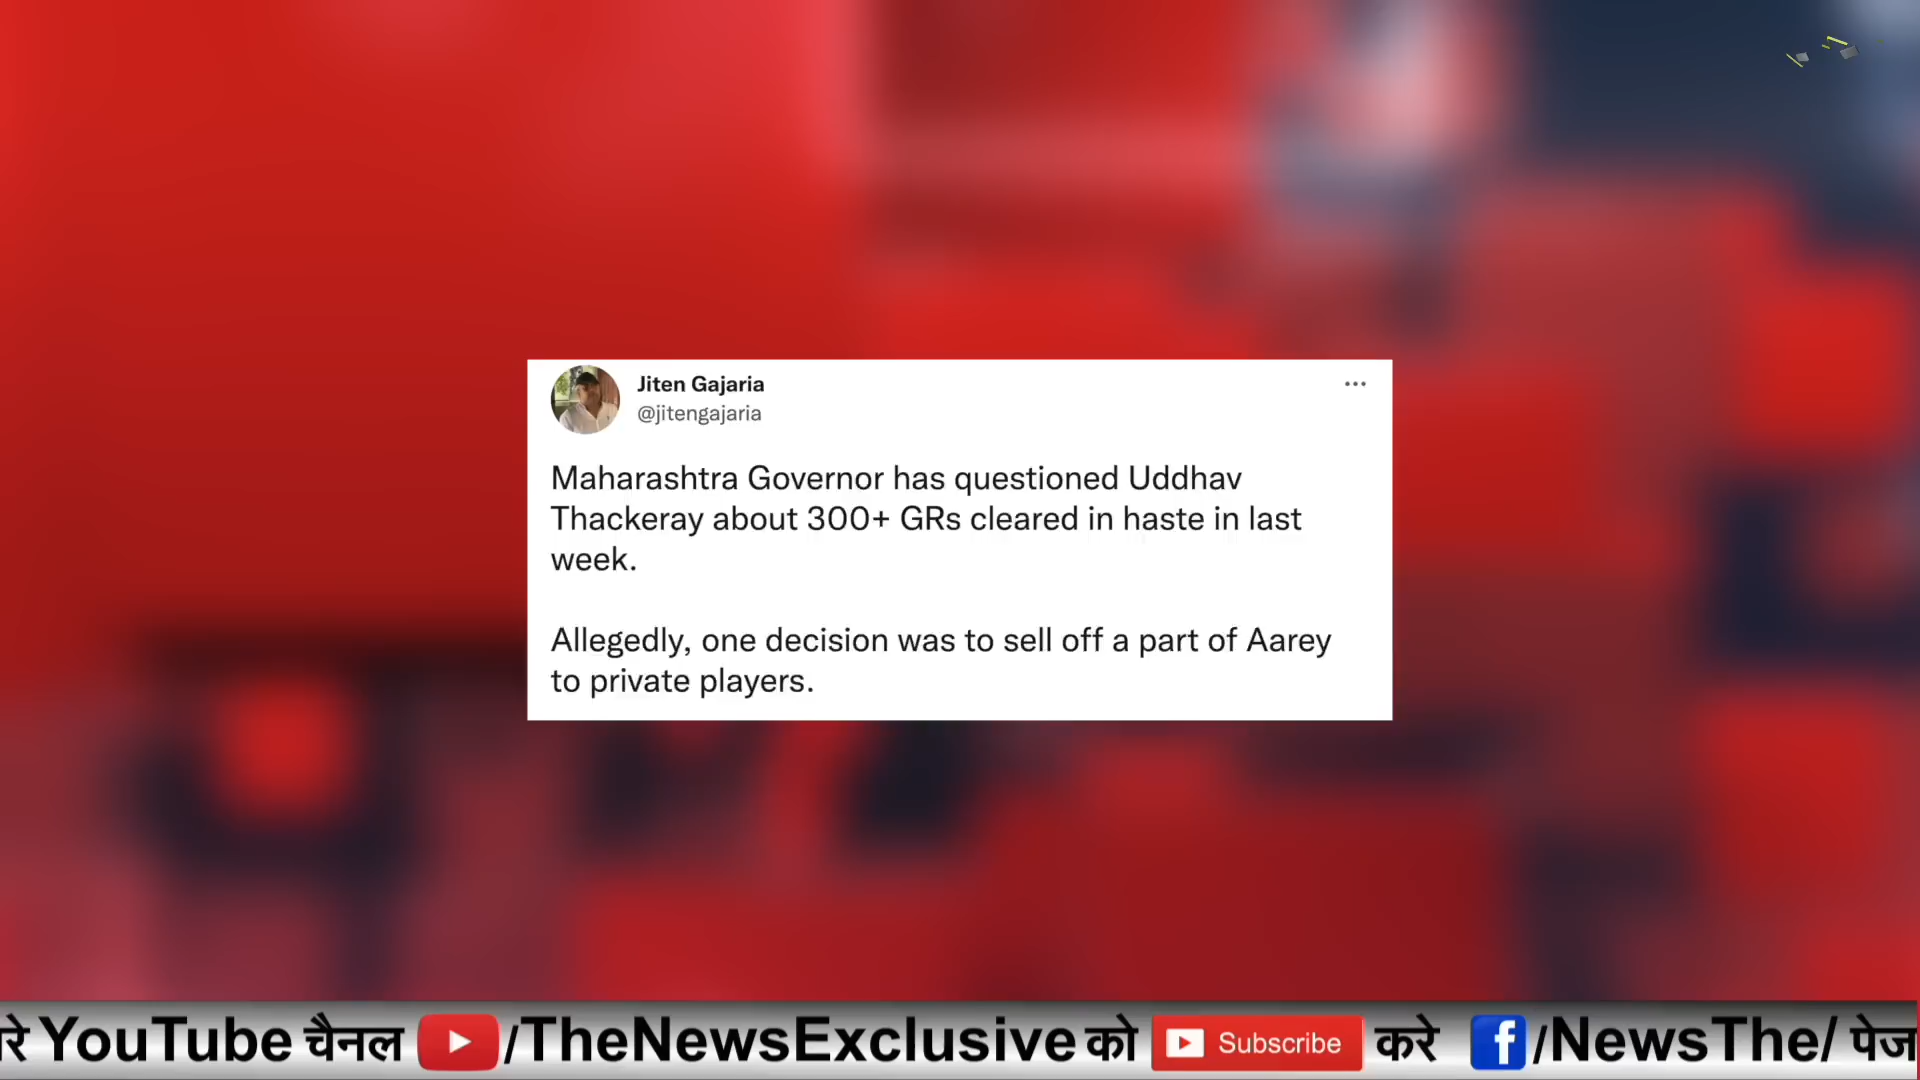 Jiten Gajaria
@jitengajaria
Maharashtra Governor has questioned Uddhav
Thackeray about 300+ GRs cleared in haste in last
week.
Allegedly, one decision was to sell off a part of Aarey
to private players.
रे YouTube चैनल /TheNewsExclusive को Subscribe करे f/NewsThe/ पेज